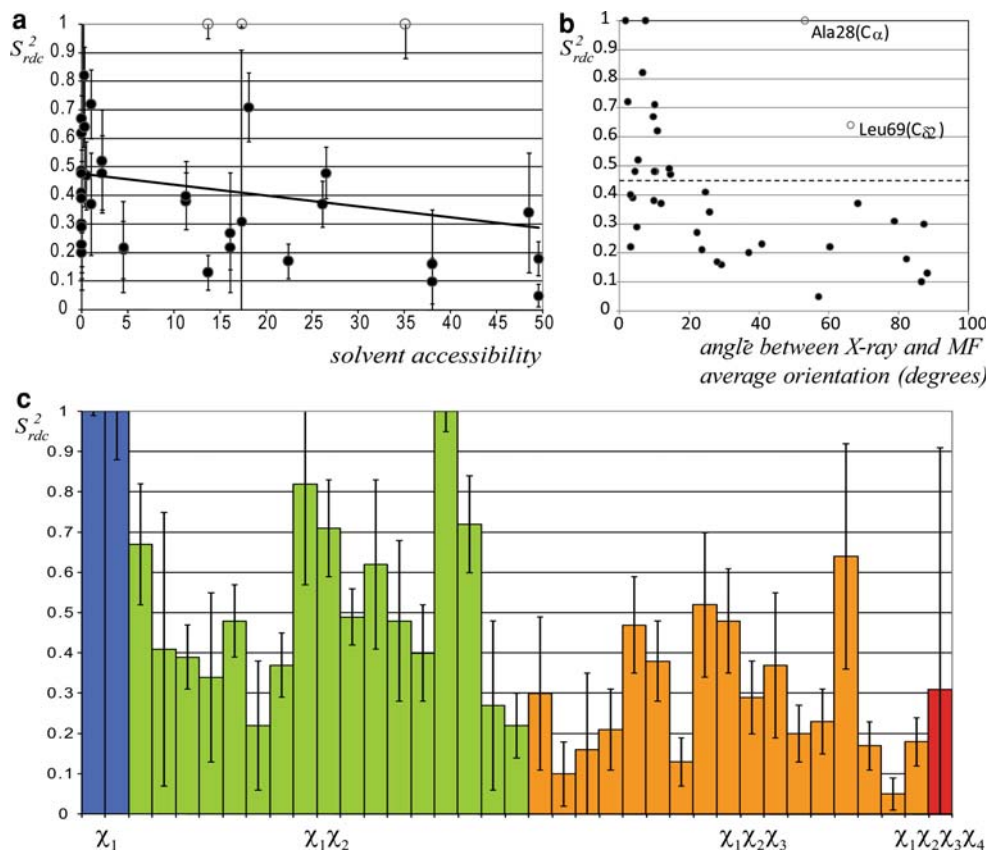 a
S²rdc
1
0.9
0.8
0.7
0.6
0.5
0.4
0.3
0.2
0.1
0
0 5 10 15 20 25 30 35 40 45 50
solvent accessibility
b
S²rdc
1
0.9
0.8
0.7
0.6
0.5
0.4
0.3
0.2
0.1
0
Ala28(Cα)
Leu69(Cδ2)
0 20 40 60 80 100
angle between X-ray and MF
average orientation (degrees)
c
S²rdc
1
0.9
0.8
0.7
0.6
0.5
0.4
0.3
0.2
0.1
0
χ1 χ1χ2 χ1χ2χ3 χ1χ2χ3χ4